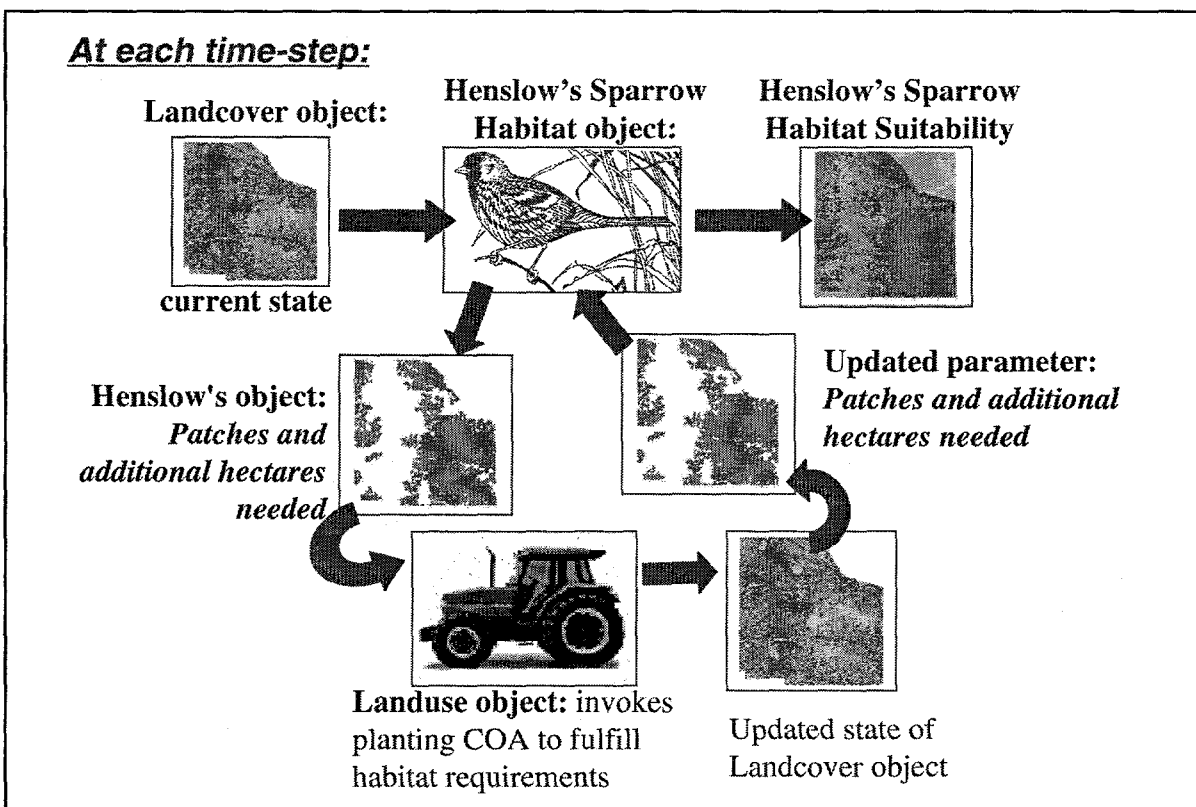 At each time-step:
Landcover object:
current state
Henslow's Sparrow
Habitat object:
Henslow's Sparrow
Habitat Suitability
Henslow's object:
Patches and
additional hectares
needed
Updated parameter:
Patches and additional
hectares needed
Landuse object: invokes
planting COA to fulfill
habitat requirements
Updated state of
Landcover object